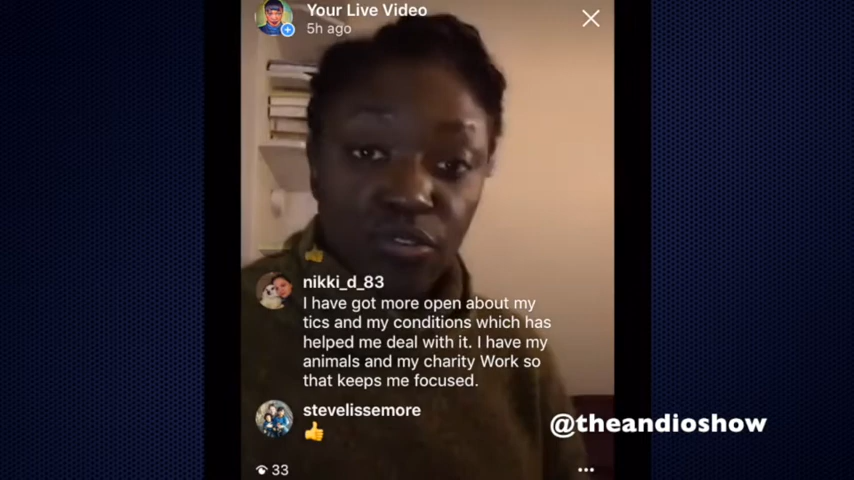 Your Live Video
5h ago
nikki_d_83
I have got more open about my
tics and my conditions which has
helped me deal with it. I have my
animals and my charity Work so
that keeps me focused.
stevelissemore
👍
33
@theandioshow